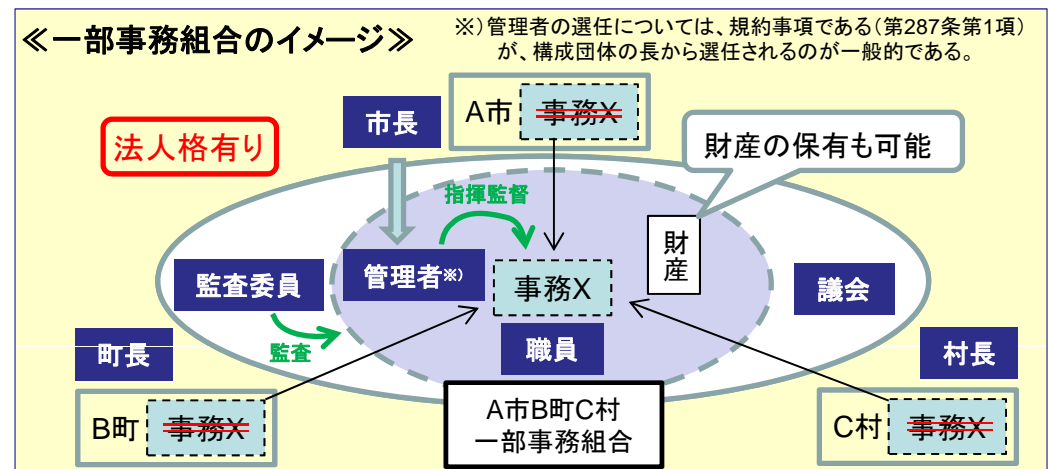 ≪一部事務組合のイメージ≫
※)管理者の選任については、規約事項である(第287条第1項)
が、構成団体の長から選任されるのが一般的である。
市長
A市 事務X
法人格有り
財産の保有も可能
指揮監督
財産
監査委員
管理者※)
事務X
議会
監査
職員
町長
村長
B町 事務X
A市B町C村
一部事務組合
C村 事務X